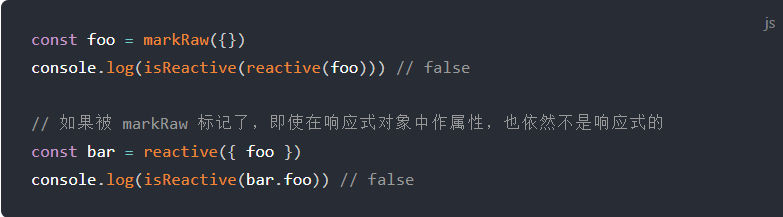 js
const foo = markRaw({})
console.log(isReactive(reactive(foo))) // false
// 如果被 markRaw 标记了，即使在响应式对象中作属性，也依然不是响应式的
const bar = reactive({ foo })
console.log(isReactive(bar.foo)) // false